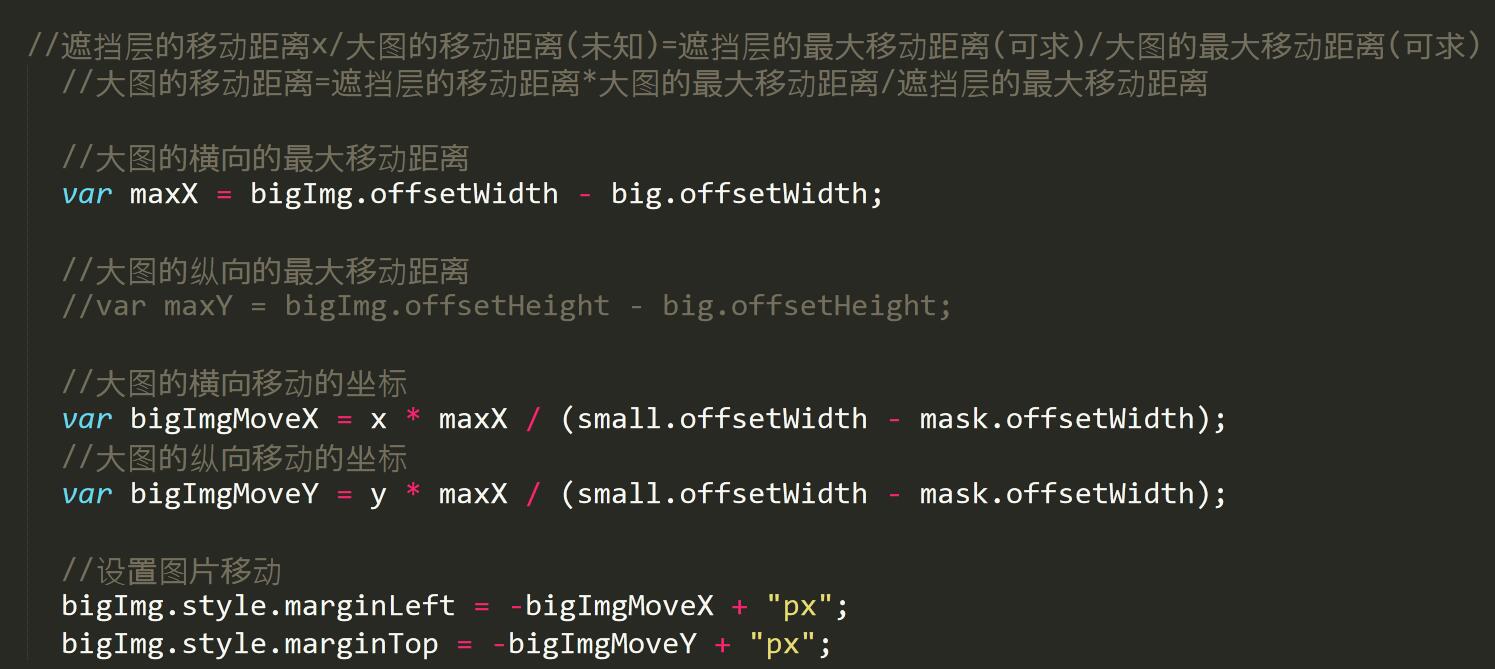 //遮挡层的移动距离x/大图的移动距离(未知)=遮挡层的最大移动距离(可求)/大图的最大移动距离(可求)
//大图的移动距离=遮挡层的移动距离*大图的最大移动距离/遮挡层的最大移动距离
//大图的横向的最大移动距离
var maxX = bigImg.offsetWidth - big.offsetWidth;
//大图的纵向的最大移动距离
//var maxY = bigImg.offsetHeight - big.offsetHeight;
//大图的横向移动的坐标
var bigImgMoveX = x * maxX / (small.offsetWidth - mask.offsetWidth);
//大图的纵向移动的坐标
var bigImgMoveY = y * maxX / (small.offsetWidth - mask.offsetWidth);
//设置图片移动
bigImg.style.marginLeft = -bigImgMoveX + "px";
bigImg.style.marginTop = -bigImgMoveY + "px";